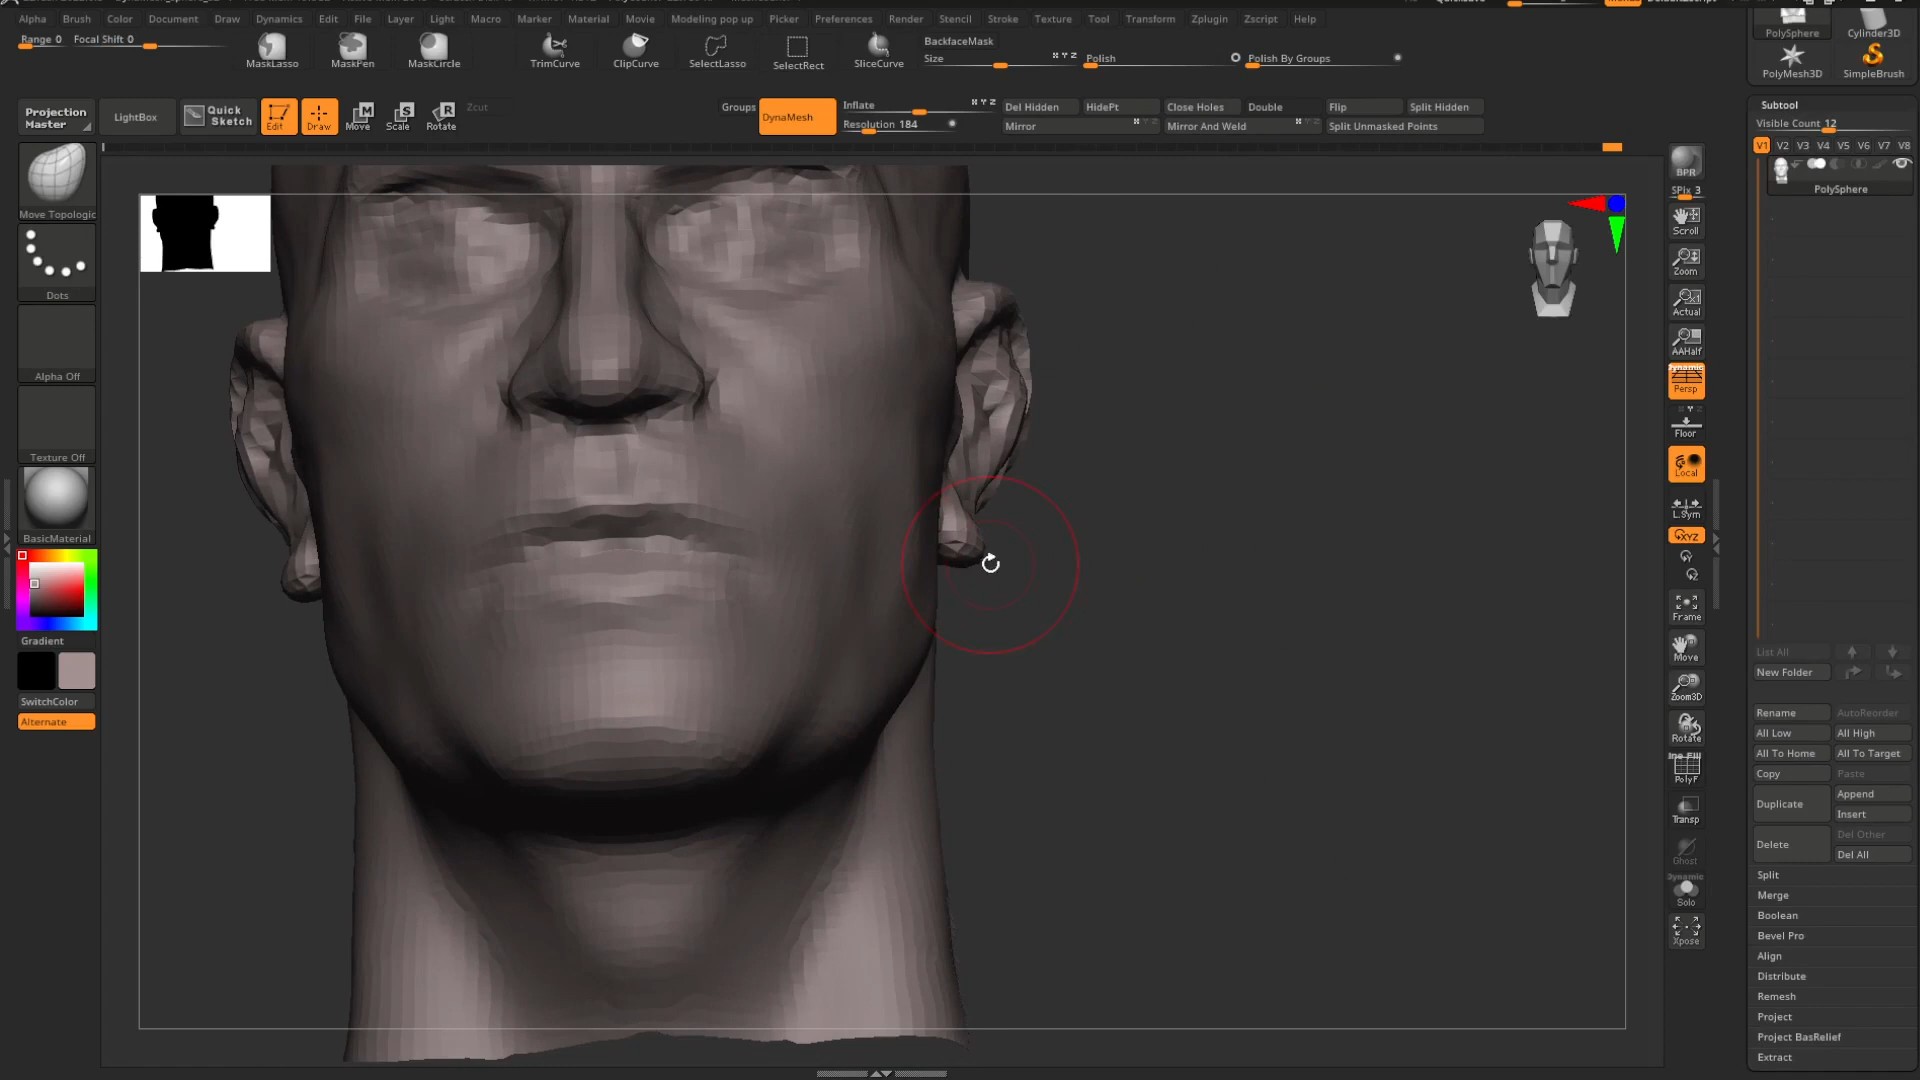 Alpha Brush Color Document Draw Dynamics Edit File Layer Light Macro Marker Material Movie Modeling pop up Picker Preferences Render Stencil Stroke Texture Tool Transform Zplugin Zscript Help
Range 0 Focal Shift 0
MaskLasso MaskPen MaskCircle TrimCurve ClipCurve SelectLasso SelectRect SliceCurve
BackfaceMask
Size
Polish
Polish By Groups
PolySphere Cylinder3D
PolyMesh3D SimpleBrush
Projection
Master
LightBox
Quick
Sketch
Edit Draw Move Scale Rotate
Zcut
Groups
DynaMesh
Inflate
Resolution 184
Del Hidden HidePt Close Holes Double Flip Split Hidden
Mirror Mirror And Weld Split Unmasked Points
Move Topologic
Dots
Alpha Off
Texture Off
BasicMaterial
Gradient
SwitchColor
Alternate
BPR
SPix 3
Scroll
Zoom
Actual
AAHalf
Dynamic
Persp
Floor
Local
L.Sym
XYZ
Frame
Move
Zoom3D
Rotate
Line Fill
PolyF
Transp
Ghost
Dynamic
Solo
Xpose
Subtool
Visible Count 12
V1 V2 V3 V4 V5 V6 V7 V8
PolySphere
List All
New Folder
Rename AutoReorder
All Low All High
All To Home All To Target
Copy Paste
Duplicate Append
Insert
Delete Del Other
Del All
Split
Merge
Boolean
Bevel Pro
Align
Distribute
Remesh
Project
Project BasRelief
Extract